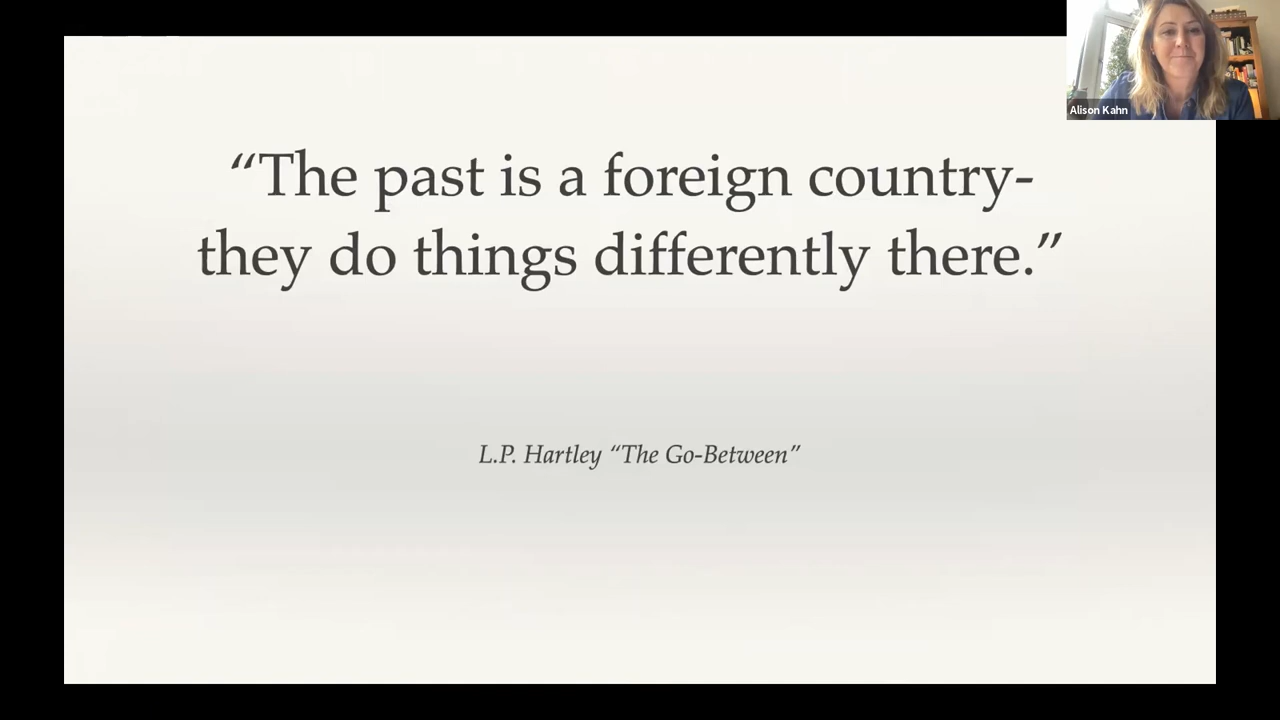 “The past is a foreign country-
they do things differently there.”
L.P. Hartley “The Go-Between”
Alison Kahn